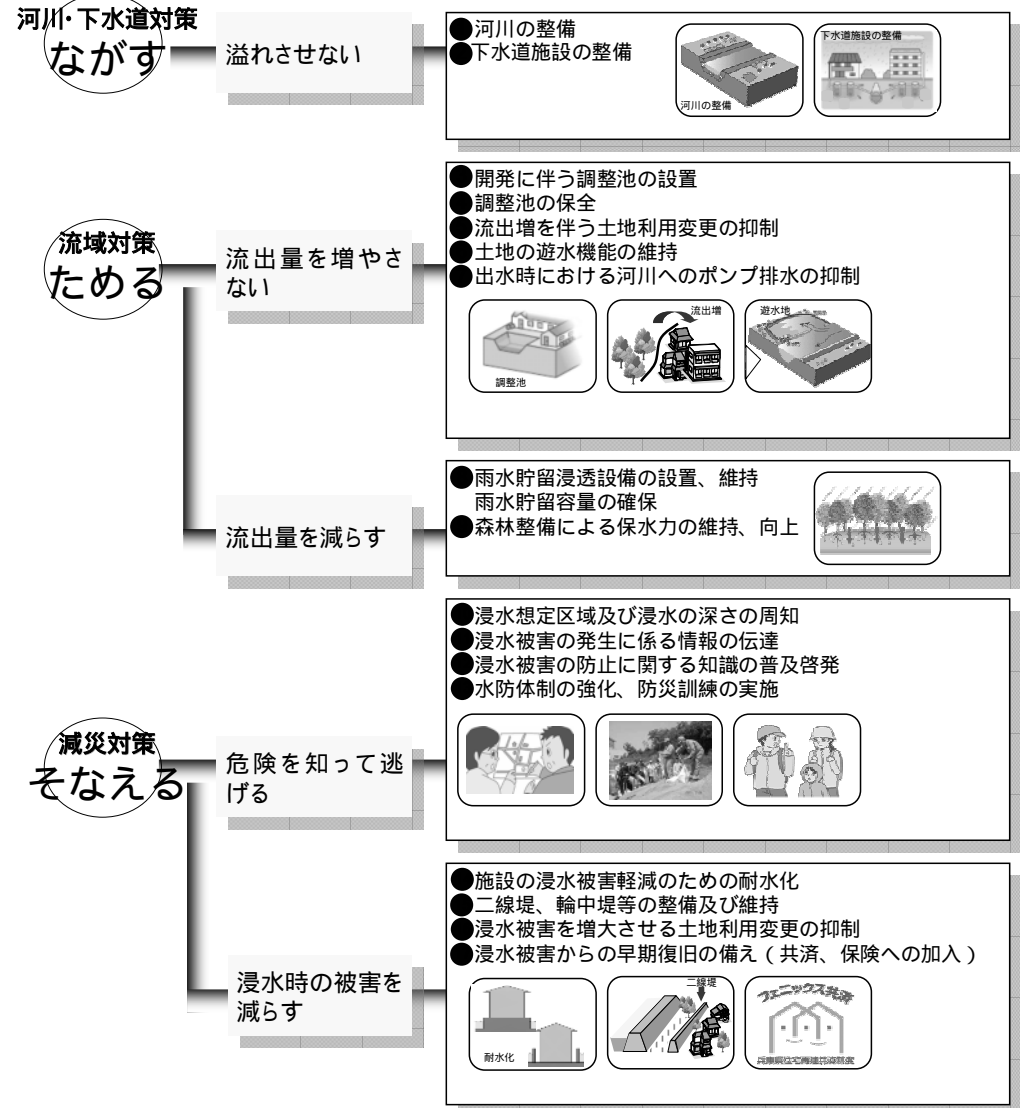 河川・下水道対策
ながす
溢れさせない
●河川の整備
●下水道施設の整備
河川の整備
下水道施設の整備
流域対策
ためる
流出量を増やさ
ない
●開発に伴う調整池の設置
●調整池の保全
●流出増を伴う土地利用変更の抑制
●土地の遊水機能の維持
●出水時における河川へのポンプ排水の抑制
調整池
流出増
遊水地
流出量を減らす
●雨水貯留浸透設備の設置、維持
雨水貯留容量の確保
●森林整備による保水力の維持、向上
減災対策
そなえる
危険を知って逃
げる
●浸水想定区域及び浸水の深さの周知
●浸水被害の発生に係る情報の伝達
●浸水被害の防止に関する知識の普及啓発
●水防体制の強化、防災訓練の実施
浸水時の被害を
減らす
●施設の浸水被害軽減のための耐水化
●二線堤、輪中堤等の整備及び維持
●浸水被害を増大させる土地利用変更の抑制
●浸水被害からの早期復旧の備え(共済、保険への加入)
耐水化
二線堤
フェニックス共済
兵庫県住宅再建共済制度